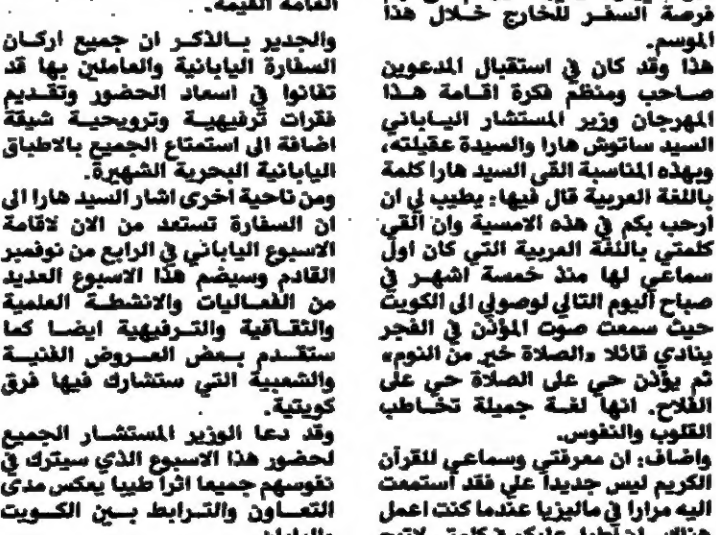 فرصة السفر للخارج خلال هذا
الموسم.
هذا وقد كان في استقبال المدعوين
صاحب ومنظم فكرة اقامة هذا
المهرجان وزير المستشار الياباني
السيد ساتوش هارا والسيدة عقيلته،
وبهذه المناسبة القى السيد هارا كلمة
باللغة العربية قال فيها: يطيب لي ان
ارحب بكم في هذه الامسية وان القي
كلمتي باللغة العربية التي كان اول
سماعي لها منذ خمسة اشهر في
صباح اليوم التالي لوصولي الى الكويت
حيث سمعت صوت المؤذن في الفجر
ينادي قائلا «الصلاة خير من النوم»
ثم يؤذن حي على الصلاة حي على
الفلاح. انها لغة جميلة تخاطب
القلوب والنفوس.
واضاف: ان معرفتي وسماعي للقرآن
الكريم ليس جديدا علي فقد استمعت
اليه مرارا في ماليزيا عندما كنت اعمل
العامة القيمة.
والجدير بالذكر ان جميع اركان
السفارة اليابانية والعاملين بها قد
تفانوا في اسعاد الحضور وتقديم
فقرات ترفيهية وترويحية شيقة
اضافة الى استمتاع الجميع بالاطباق
اليابانية البحرية الشهيرة.
ومن ناحية اخرى اشار السيد هارا الى
ان السفارة تستعد من الان لاقامة
الاسبوع الياباني في الرابع من نوفمبر
القادم وسيضم هذا الاسبوع العديد
من الفعاليات والانشطة العلمية
والثقافية والترفيهية ايضا كما
ستقدم بعض العروض الفنية
والشعبية التي ستشارك فيها فرق
كويتية.
وقد دعا الوزير المستشار الجميع
لحضور هذا الاسبوع الذي سيترك في
نفوسهم جميعا اثرا طيبا يعكس مدى
التعاون والترابط بين الكويت